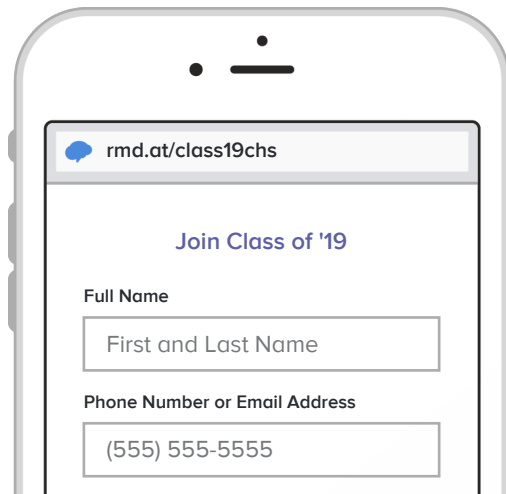 rmd.at/class19chs
Join Class of '19
Full Name
First and Last Name
Phone Number or Email Address
(555) 555-5555